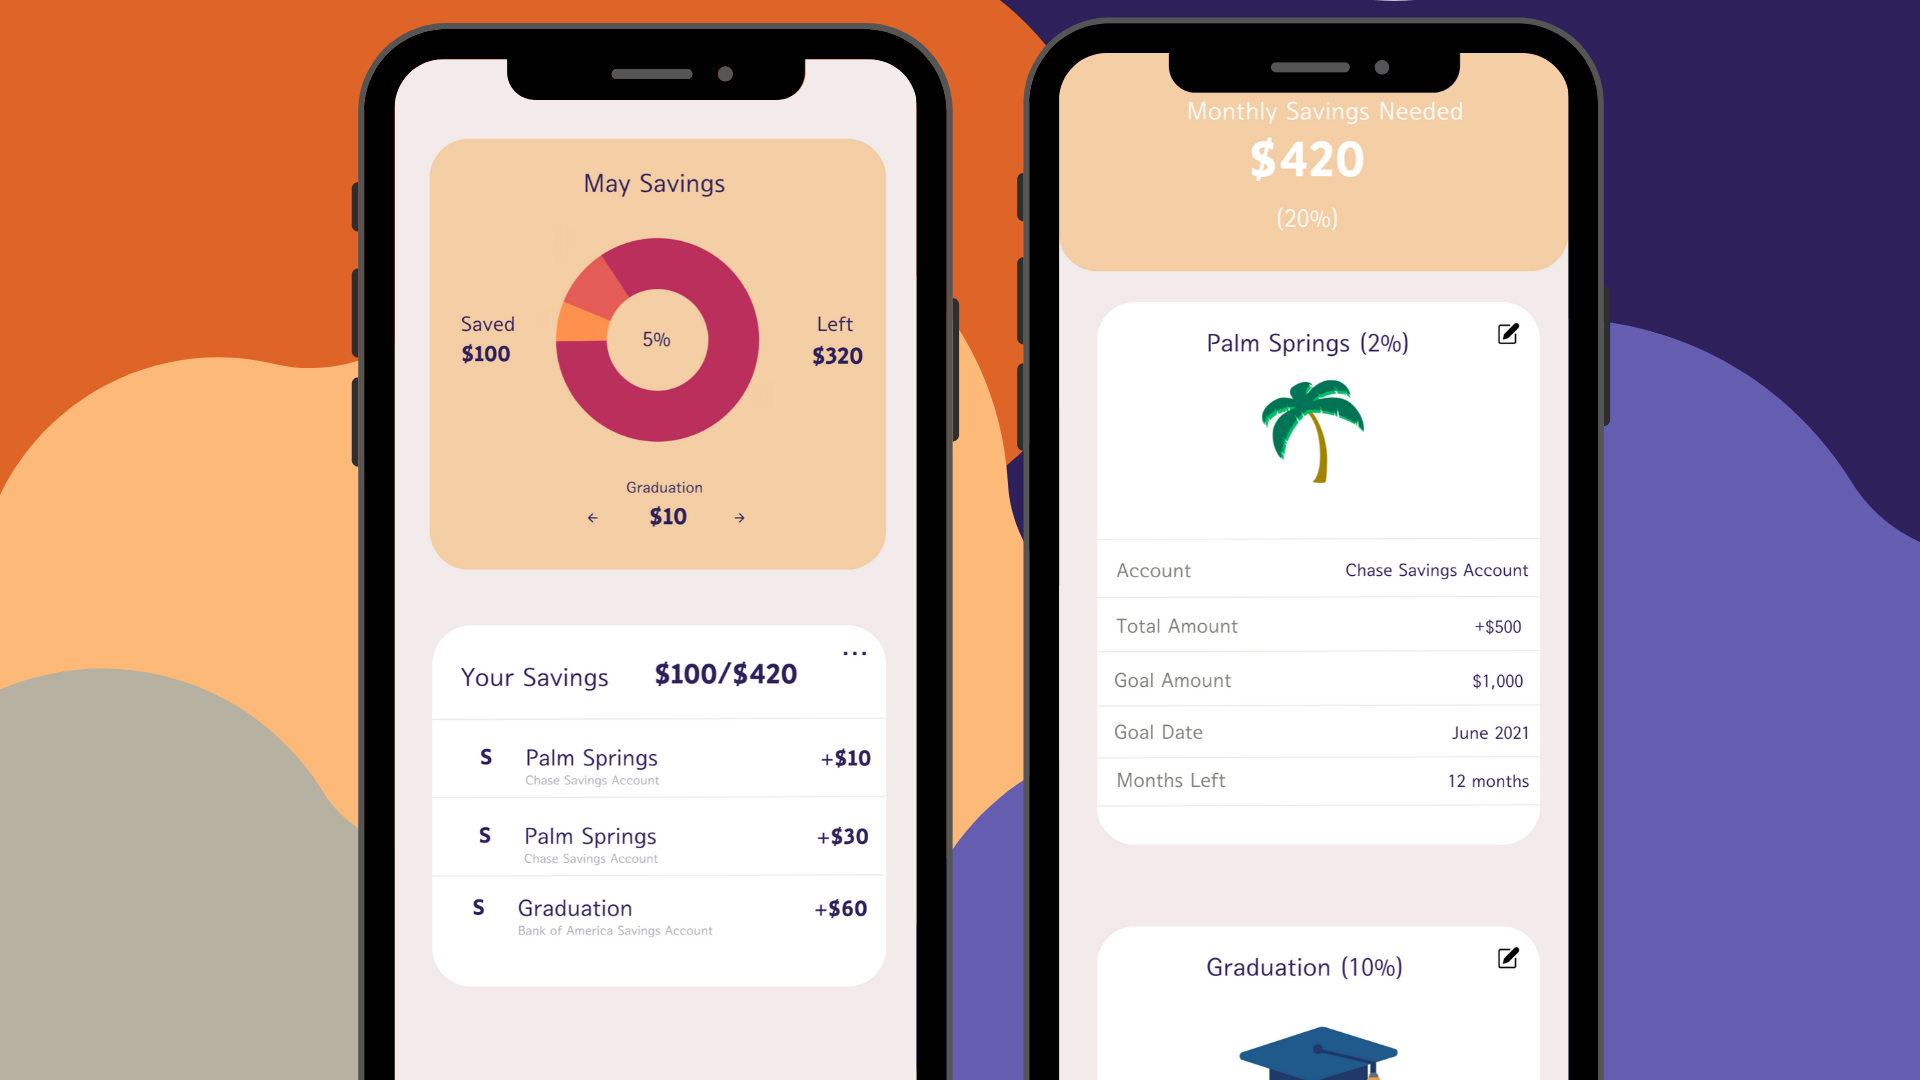 May Savings
Saved
$100
5%
Left
$320
Graduation
← $10 →
Your Savings $100/$420 ...
S Palm Springs +$10
Chase Savings Account
S Palm Springs +$30
Chase Savings Account
S Graduation +$60
Bank of America Savings Account
Monthly Savings Needed
$420
(20%)
Palm Springs (2%)
Account Chase Savings Account
Total Amount +$500
Goal Amount $1,000
Goal Date June 2021
Months Left 12 months
Graduation (10%)